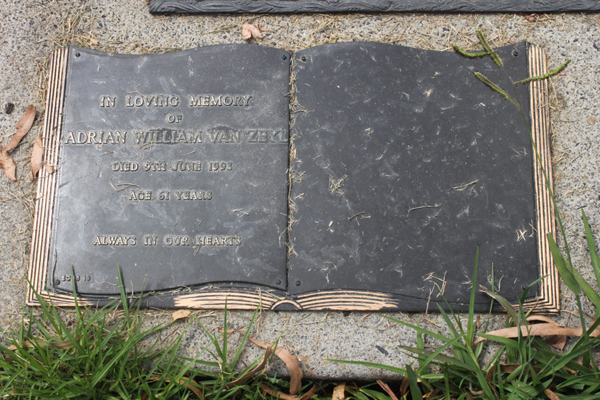 IN LOVING MEMORY
OF
ADRIAN WILLIAM VAN ZEYL
DIED 9TH JUNE 1993
AGE 61 YEARS
ALWAYS IN OUR HEARTS